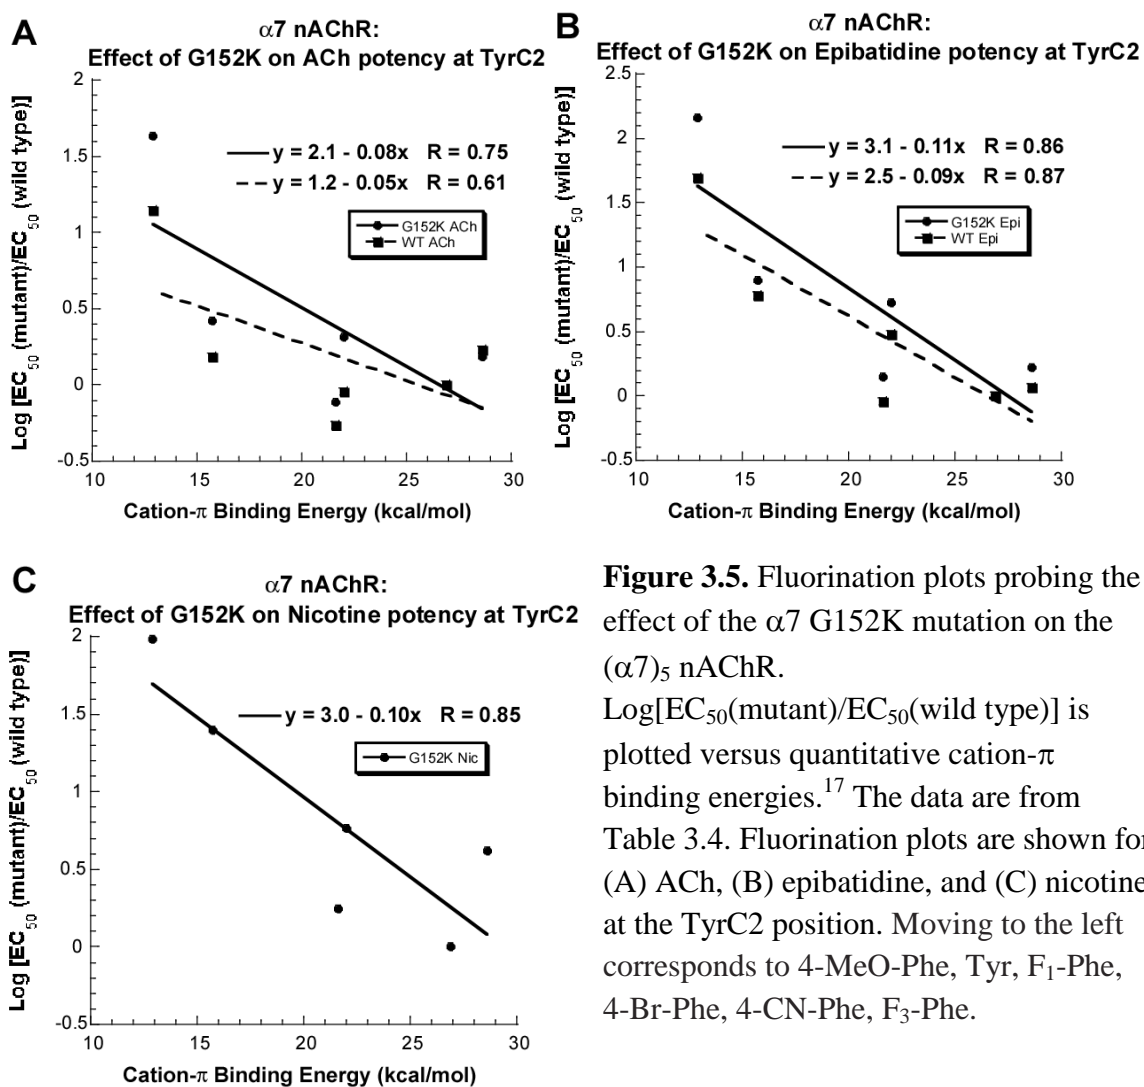 A
α7 nAChR:
Effect of G152K on ACh potency at TyrC2
Log [EC50 (mutant)/EC50 (wild type)]
2
1.5
1
0.5
0
-0.5
y = 2.1 - 0.08x R = 0.75
y = 1.2 - 0.05x R = 0.61
G152K ACh
WT ACh
10 15 20 25 30
Cation-π Binding Energy (kcal/mol)
B
α7 nAChR:
Effect of G152K on Epibatidine potency at TyrC2
Log [EC50 (mutant)/EC50 (wild type)]
2.5
2
1.5
1
0.5
0
-0.5
y = 3.1 - 0.11x R = 0.86
y = 2.5 - 0.09x R = 0.87
G152K Epi
WT Epi
10 15 20 25 30
Cation-π Binding Energy (kcal/mol)
C
α7 nAChR:
Effect of G152K on Nicotine potency at TyrC2
Log [EC50 (mutant)/EC50 (wild type)]
2
1.5
1
0.5
0
-0.5
y = 3.0 - 0.10x R = 0.85
G152K Nic
10 15 20 25 30
Cation-π Binding Energy (kcal/mol)
Figure 3.5. Fluorination plots probing the
effect of the α7 G152K mutation on the
(α7)5 nAChR.
Log[EC50(mutant)/EC50(wild type)] is
plotted versus quantitative cation-π
binding energies.17 The data are from
Table 3.4. Fluorination plots are shown for
(A) ACh, (B) epibatidine, and (C) nicotine
at the TyrC2 position. Moving to the left
corresponds to 4-MeO-Phe, Tyr, F1-Phe,
4-Br-Phe, 4-CN-Phe, F3-Phe.